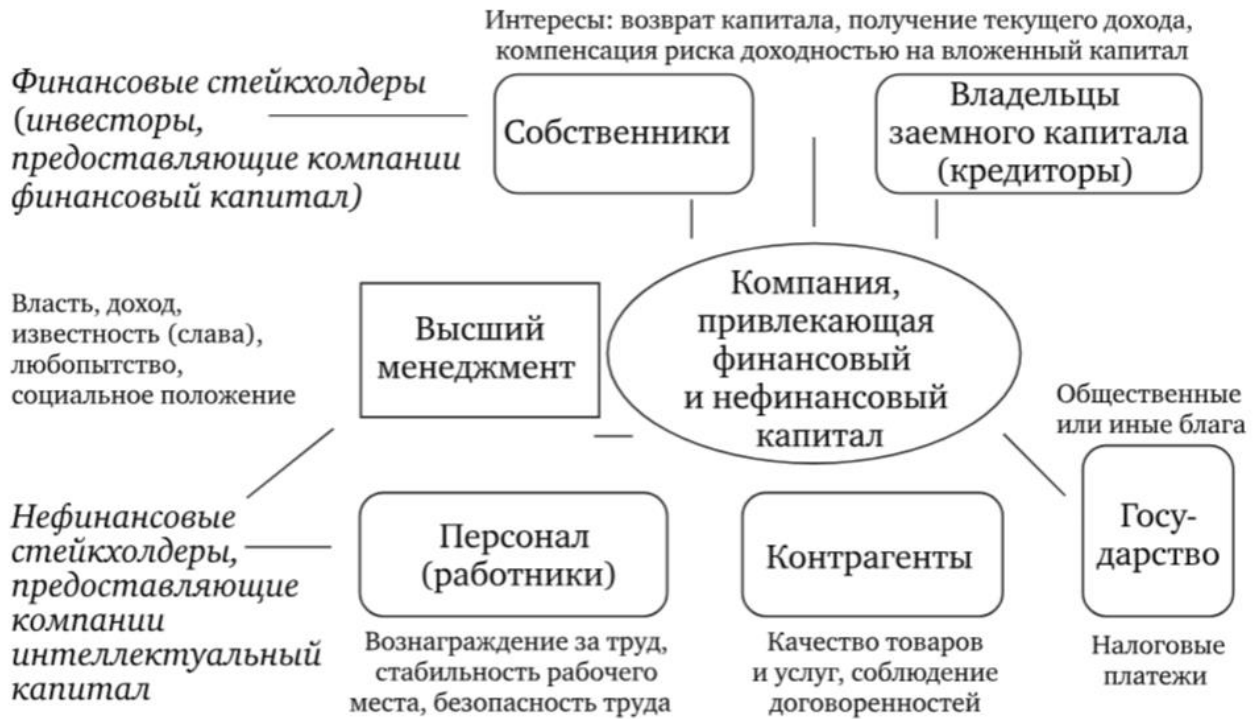 Интересы: возврат капитала, получение текущего дохода,
компенсация риска доходностью на вложенный капитал
Финансовые стейкхолдеры
(инвесторы,
предоставляющие компании
финансовый капитал)
Собственники
Владельцы
заемного капитала
(кредиторы)
Власть, доход,
известность (слава),
любопытство,
социальное положение
Высший
менеджмент
Компания,
привлекающая
финансовый
и нефинансовый
капитал
Общественные
или иные блага
Нефинансовые
стейкхолдеры,
предоставляющие
компании
интеллектуальный
капитал
Персонал
(работники)
Контрагенты
Госу-
дарство
Вознаграждение за труд,
стабильность рабочего
места, безопасность труда
Качество товаров
и услуг, соблюдение
договоренностей
Налоговые
платежи